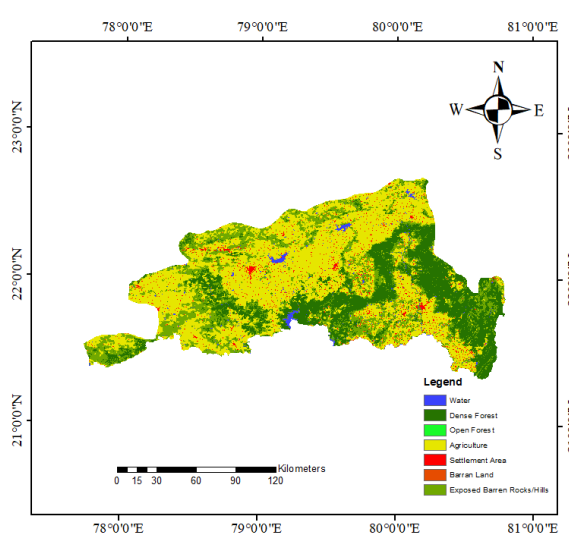 78°0'0"E 79°0'0"E 80°0'0"E 81°0'0"E
N
W E
S
23°0'0"N
22°0'0"N
21°0'0"N
Legend
Water
Dense Forest
Open Forest
Agriculture
Settlement Area
Barran Land
Exposed Barren Rocks/Hills
Kilometers
0 15 30 60 90 120
78°0'0"E 79°0'0"E 80°0'0"E 81°0'0"E